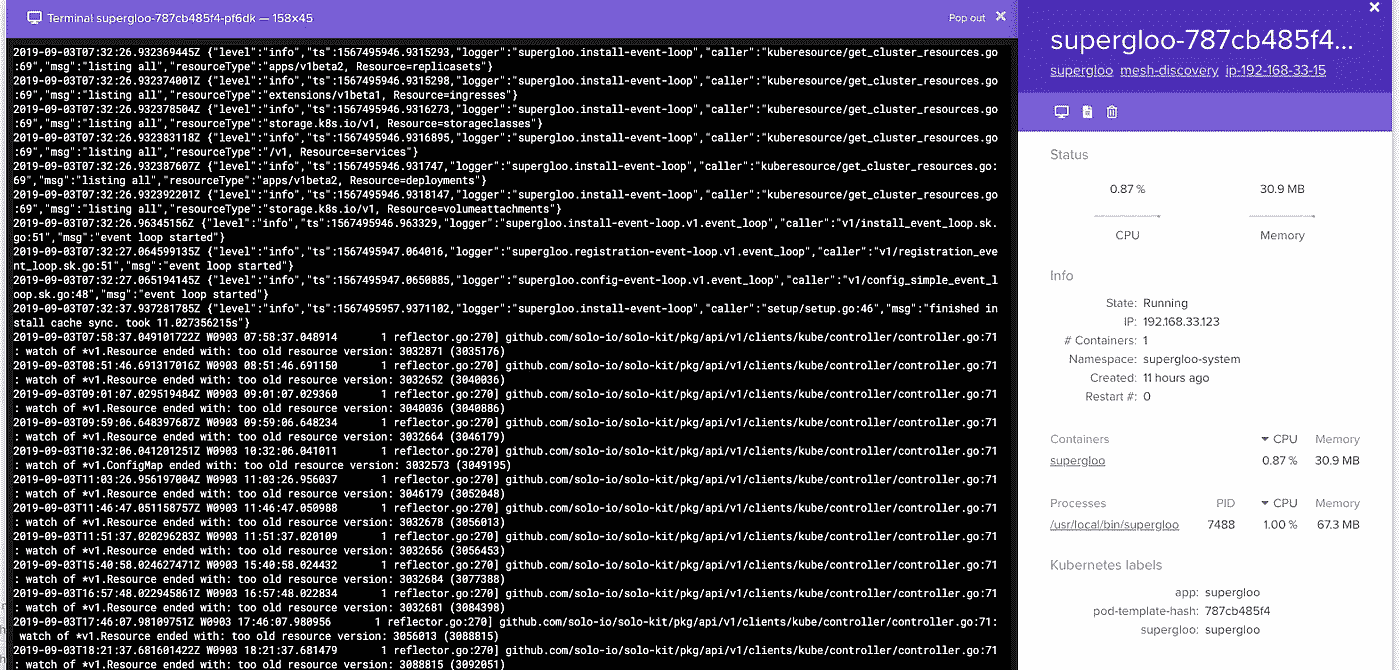 Terminal supergloo-787cb485f4-pf6dk — 158x45
Pop out ✕
2019-09-03T07:32:26.932369445Z {"level":"info","ts":1567495946.9315293,"logger":"supergloo.install-event-loop","caller":"kuberesource/get_cluster_resources.go
:69","msg":"listing all","resourceType":"apps/v1beta2, Resource=replicasets"}
2019-09-03T07:32:26.932374001Z {"level":"info","ts":1567495946.9315298,"logger":"supergloo.install-event-loop","caller":"kuberesource/get_cluster_resources.go
:69","msg":"listing all","resourceType":"extensions/v1beta1, Resource=ingresses"}
2019-09-03T07:32:26.932378504Z {"level":"info","ts":1567495946.9316273,"logger":"supergloo.install-event-loop","caller":"kuberesource/get_cluster_resources.go
:69","msg":"listing all","resourceType":"storage.k8s.io/v1, Resource=storageclasses"}
2019-09-03T07:32:26.932383118Z {"level":"info","ts":1567495946.9316895,"logger":"supergloo.install-event-loop","caller":"kuberesource/get_cluster_resources.go
:69","msg":"listing all","resourceType":"/v1, Resource=services"}
2019-09-03T07:32:26.932387607Z {"level":"info","ts":1567495946.931747,"logger":"supergloo.install-event-loop","caller":"kuberesource/get_cluster_resources.go:
69","msg":"listing all","resourceType":"apps/v1beta2, Resource=deployments"}
2019-09-03T07:32:26.932392201Z {"level":"info","ts":1567495946.9318147,"logger":"supergloo.install-event-loop","caller":"kuberesource/get_cluster_resources.go
:69","msg":"listing all","resourceType":"storage.k8s.io/v1, Resource=volumeattachments"}
2019-09-03T07:32:26.96345156Z {"level":"info","ts":1567495946.963329,"logger":"supergloo.install-event-loop.v1.event_loop","caller":"v1/install_event_loop.sk.
go:51","msg":"event loop started"}
2019-09-03T07:32:27.064599135Z {"level":"info","ts":1567495947.064016,"logger":"supergloo.registration-event-loop.v1.event_loop","caller":"v1/registration_eve
nt_loop.sk.go:51","msg":"event loop started"}
2019-09-03T07:32:27.065194145Z {"level":"info","ts":1567495947.0650885,"logger":"supergloo.config-event-loop.v1.event_loop","caller":"v1/config_simple_event_l
oop.sk.go:48","msg":"event loop started"}
2019-09-03T07:32:37.937281785Z {"level":"info","ts":1567495957.9371102,"logger":"supergloo.install-event-loop","caller":"setup/setup.go:46","msg":"finished in
stall cache sync. took 11.027356215s"}
2019-09-03T07:58:37.049101722Z W0903 07:58:37.048914 1 reflector.go:270] github.com/solo-io/solo-kit/pkg/api/v1/clients/kube/controller/controller.go:71
: watch of *v1.Resource ended with: too old resource version: 3032871 (3035176)
2019-09-03T08:51:46.691317016Z W0903 08:51:46.691150 1 reflector.go:270] github.com/solo-io/solo-kit/pkg/api/v1/clients/kube/controller/controller.go:71
: watch of *v1.Resource ended with: too old resource version: 3032652 (3040036)
2019-09-03T09:01:07.029519484Z W0903 09:01:07.029360 1 reflector.go:270] github.com/solo-io/solo-kit/pkg/api/v1/clients/kube/controller/controller.go:71
: watch of *v1.Resource ended with: too old resource version: 3040036 (3040886)
2019-09-03T09:59:06.648397687Z W0903 09:59:06.648234 1 reflector.go:270] github.com/solo-io/solo-kit/pkg/api/v1/clients/kube/controller/controller.go:71
: watch of *v1.Resource ended with: too old resource version: 3032664 (3046179)
2019-09-03T10:32:06.041201251Z W0903 10:32:06.041011 1 reflector.go:270] github.com/solo-io/solo-kit/pkg/api/v1/clients/kube/controller/controller.go:71
: watch of *v1.ConfigMap ended with: too old resource version: 3032573 (3049195)
2019-09-03T11:03:26.956197004Z W0903 11:03:26.956037 1 reflector.go:270] github.com/solo-io/solo-kit/pkg/api/v1/clients/kube/controller/controller.go:71
: watch of *v1.Resource ended with: too old resource version: 3046179 (3052048)
2019-09-03T11:46:47.051158757Z W0903 11:46:47.050988 1 reflector.go:270] github.com/solo-io/solo-kit/pkg/api/v1/clients/kube/controller/controller.go:71
: watch of *v1.Resource ended with: too old resource version: 3032678 (3056013)
2019-09-03T11:51:37.020296283Z W0903 11:51:37.020109 1 reflector.go:270] github.com/solo-io/solo-kit/pkg/api/v1/clients/kube/controller/controller.go:71
: watch of *v1.Resource ended with: too old resource version: 3032656 (3056453)
2019-09-03T15:40:58.024627471Z W0903 15:40:58.024432 1 reflector.go:270] github.com/solo-io/solo-kit/pkg/api/v1/clients/kube/controller/controller.go:71
: watch of *v1.Resource ended with: too old resource version: 3032684 (3077388)
2019-09-03T16:57:48.022945861Z W0903 16:57:48.022834 1 reflector.go:270] github.com/solo-io/solo-kit/pkg/api/v1/clients/kube/controller/controller.go:71
: watch of *v1.Resource ended with: too old resource version: 3032681 (3084398)
2019-09-03T17:46:07.98109751Z W0903 17:46:07.980956 1 reflector.go:270] github.com/solo-io/solo-kit/pkg/api/v1/clients/kube/controller/controller.go:71:
watch of *v1.Resource ended with: too old resource version: 3056013 (3088815)
2019-09-03T18:21:37.681601422Z W0903 18:21:37.681479 1 reflector.go:270] github.com/solo-io/solo-kit/pkg/api/v1/clients/kube/controller/controller.go:71
: watch of *v1.Resource ended with: too old resource version: 3088815 (3092051)
supergloo-787cb485f4...
supergloo mesh-discovery ip-192-168-33-15
Status
0.87 % 30.9 MB
CPU Memory
Info
State: Running
IP: 192.168.33.123
# Containers: 1
Namespace: supergloo-system
Created: 11 hours ago
Restart #: 0
Containers CPU Memory
supergloo 0.87 % 30.9 MB
Processes PID CPU Memory
/usr/local/bin/supergloo 7488 1.00 % 67.3 MB
Kubernetes labels
app: supergloo
pod-template-hash: 787cb485f4
supergloo: supergloo